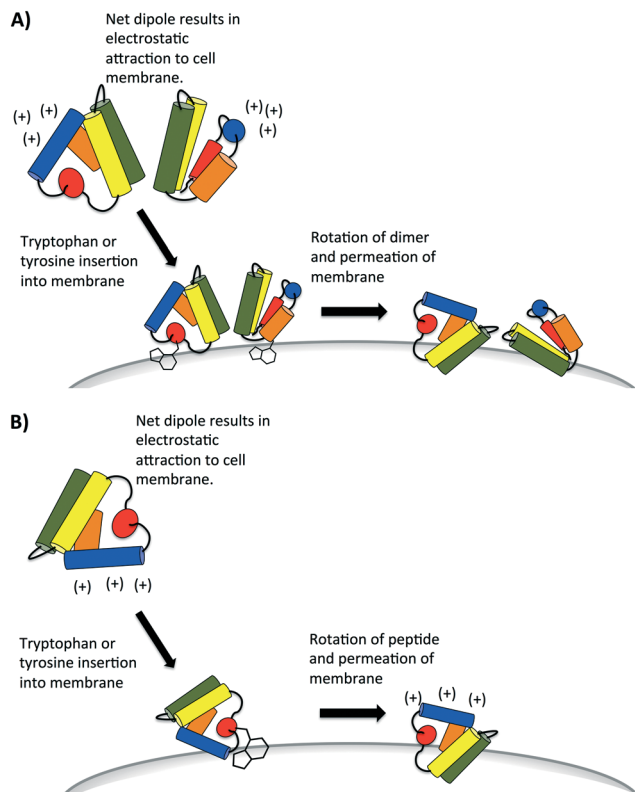 A)
Net dipole results in
electrostatic
attraction to cell
membrane.
(+)
(+)
(+)
(+)
(+)
(+)
Tryptophan or
tyrosine insertion
into membrane
Rotation of dimer
and permeation of
membrane
B)
Net dipole results in
electrostatic
attraction to cell
membrane.
(+) (+) (+)
Tryptophan or
tyrosine insertion
into membrane
Rotation of peptide
and permeation of
membrane
(+) (+) (+)